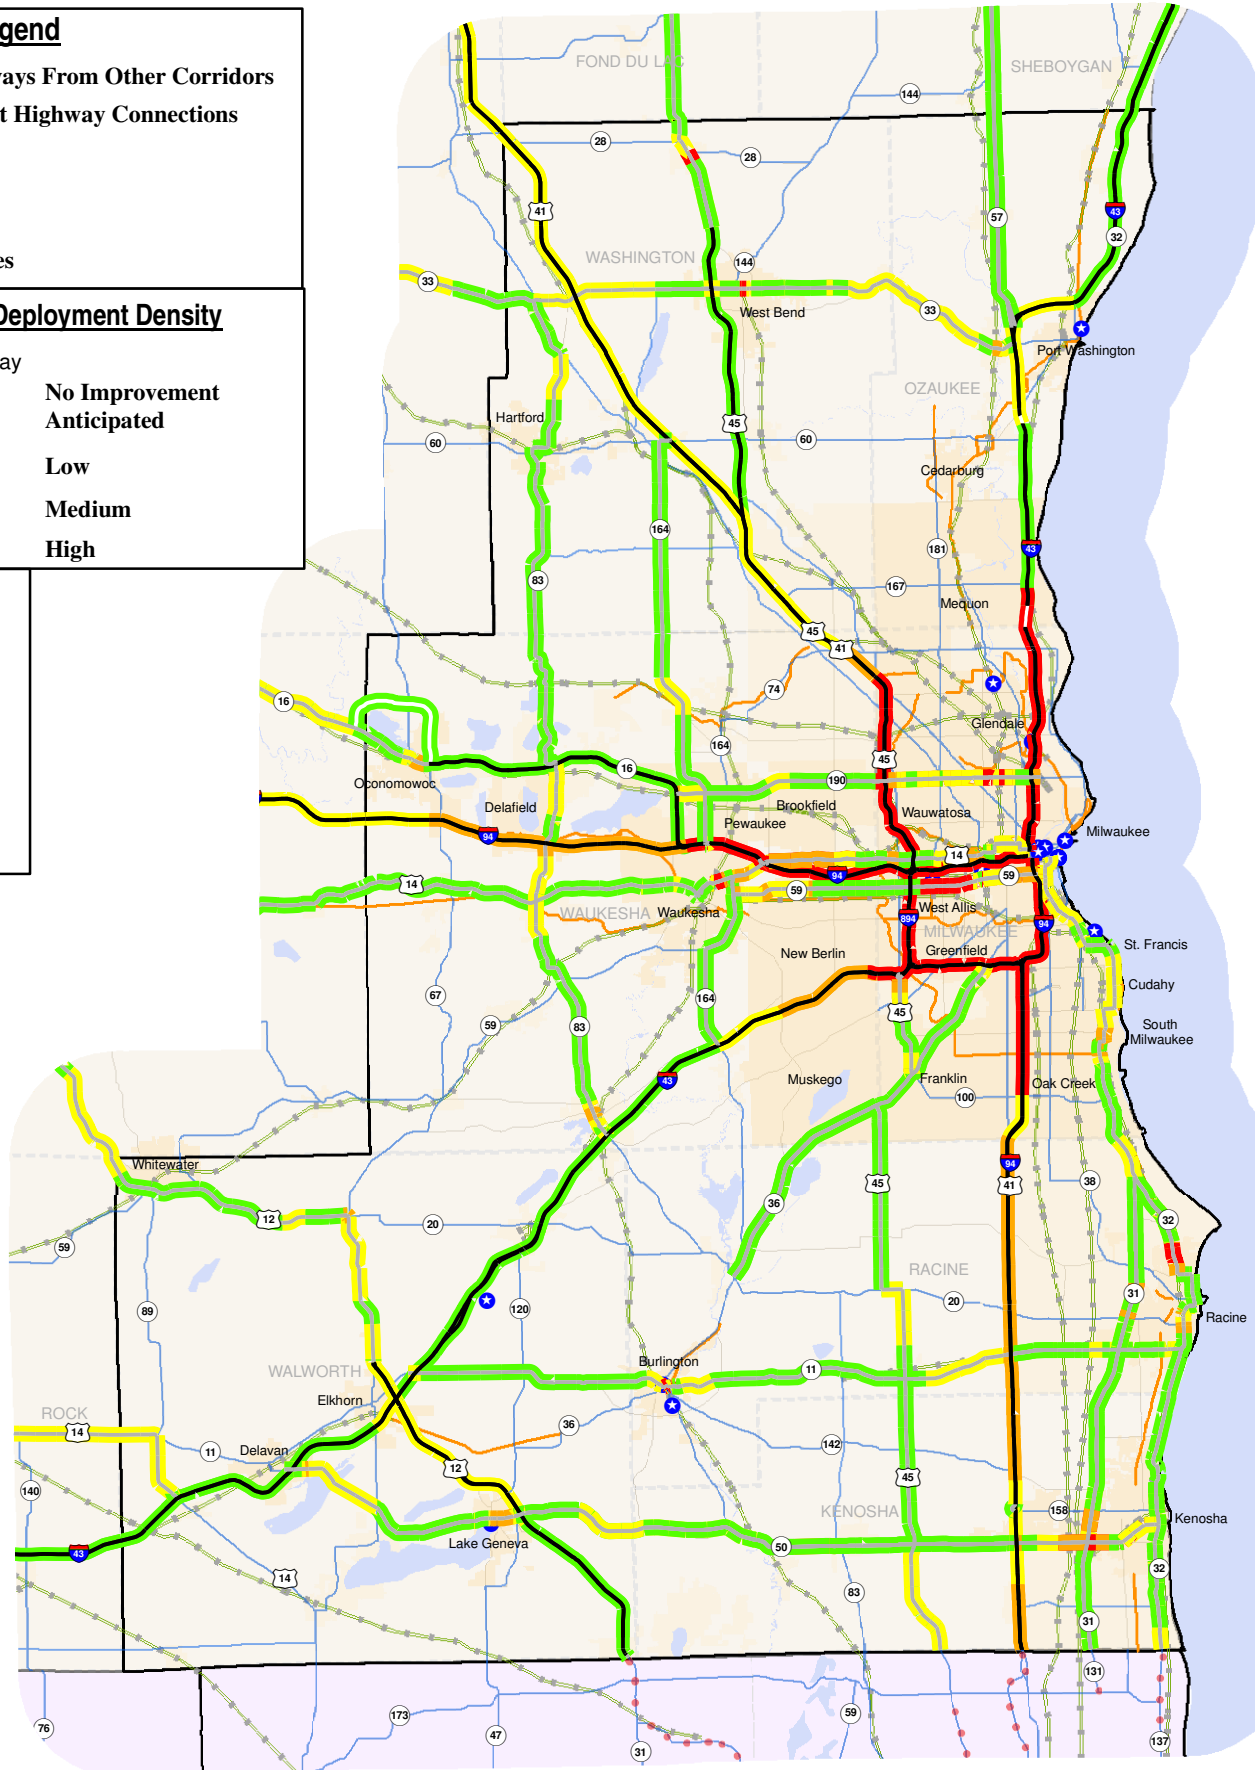 gend
ways From Other Corridors
t Highway Connections
es
Deployment Density
ay
No Improvement
Anticipated
Low
Medium
High
FOND DU LAC
SHEBOYGAN
144
28
28
41
57
43
32
WASHINGTON
144
33
33
West Bend
Port Washington
OZAUKEE
Hartford
45
60
60
Cedarburg
164
181
43
83
167
Mequon
45
41
74
16
Glendale
164
45
16
190
Oconomowoc
Delafield
Brookfield
Wauwatosa
Pewaukee
Milwaukee
94
14
94
59
59
14
WAUKESHA
Waukesha
West Allis
894
94
MILWAUKEE
St. Francis
New Berlin
Greenfield
Cudahy
67
164
45
59
83
South
Milwaukee
43
Muskego
Franklin
Oak Creek
100
Whitewater
94
45
41
38
36
12
20
32
59
RACINE
31
89
120
20
Racine
Burlington
WALWORTH
11
Elkhorn
ROCK
14
36
11
Delavan
142
12
45
140
KENOSHA
158
Kenosha
Lake Geneva
50
43
14
83
32
31
131
173
59
76
47
31
137